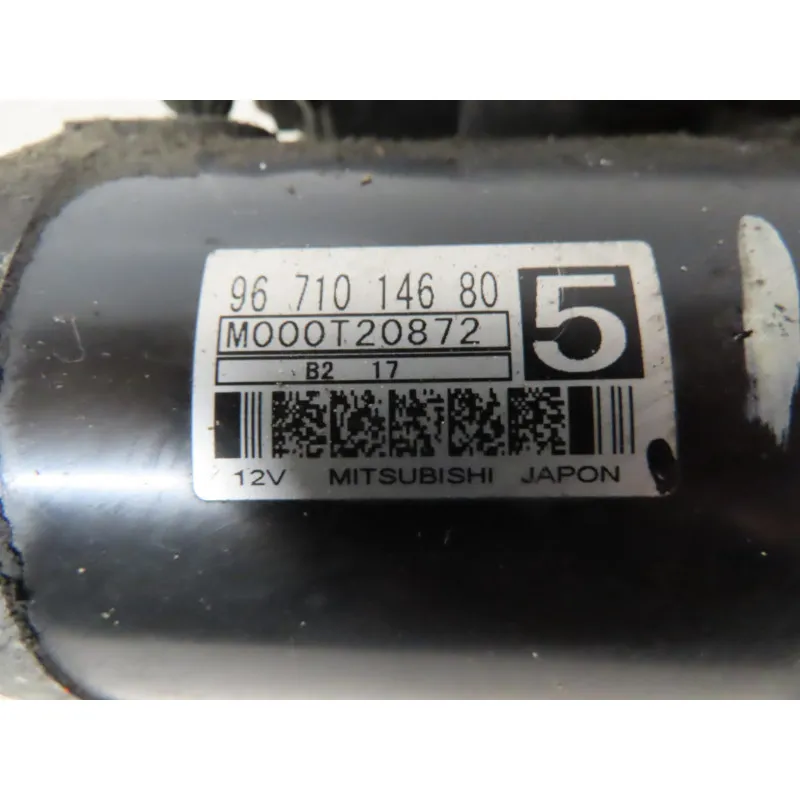 96 710 146 80
5
M000T20872
B2 17
12V MITSUBISHI JAPON